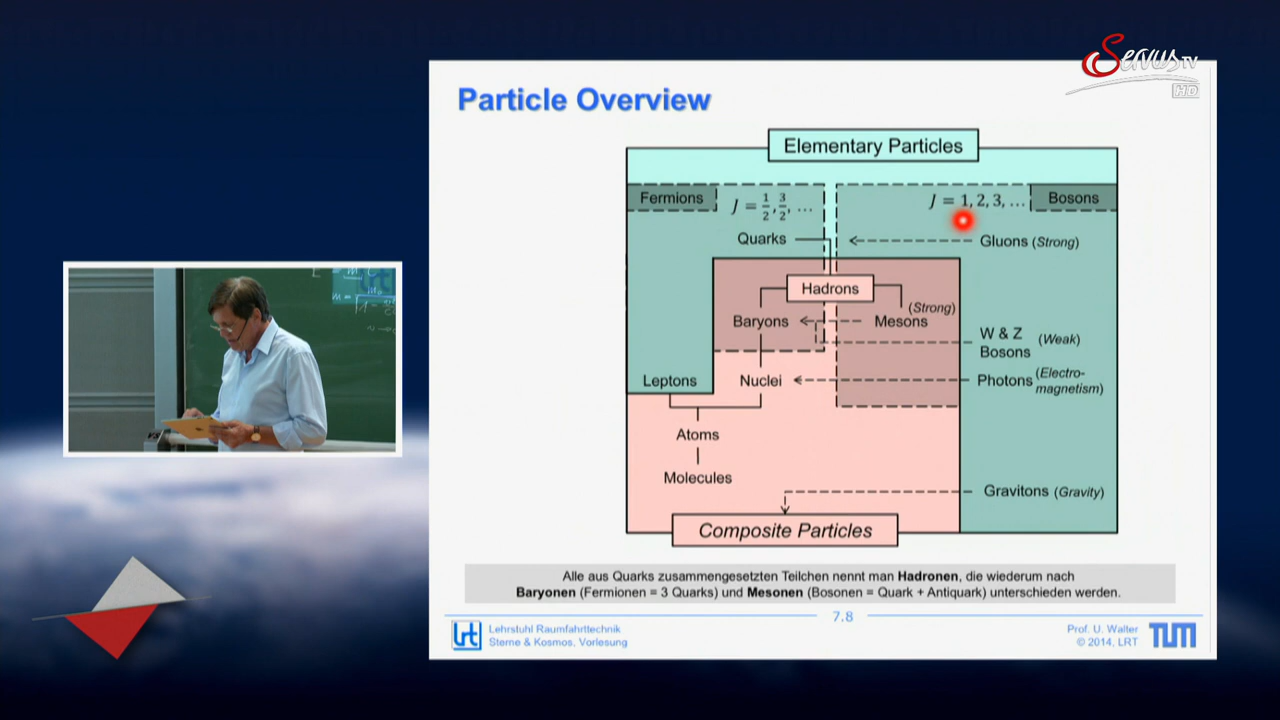 Servus TV
HD
Particle Overview
Elementary Particles
Fermions
J = 1/2, 3/2, ...
J = 1, 2, 3, ...
Bosons
Quarks
Gluons (Strong)
Hadrons
(Strong)
Baryons
Mesons
W & Z
Bosons
(Weak)
Leptons
Nuclei
Photons
(Electro-
magnetism)
Atoms
Molecules
Gravitons (Gravity)
Composite Particles
Alle aus Quarks zusammengesetzten Teilchen nennt man Hadronen, die wiederum nach
Baryonen (Fermionen = 3 Quarks) und Mesonen (Bosonen = Quark + Antiquark) unterschieden werden.
7.8
lrt
Lehrstuhl Raumfahrttechnik
Sterne & Kosmos, Vorlesung
Prof. U. Walter
© 2014, LRT
TUM